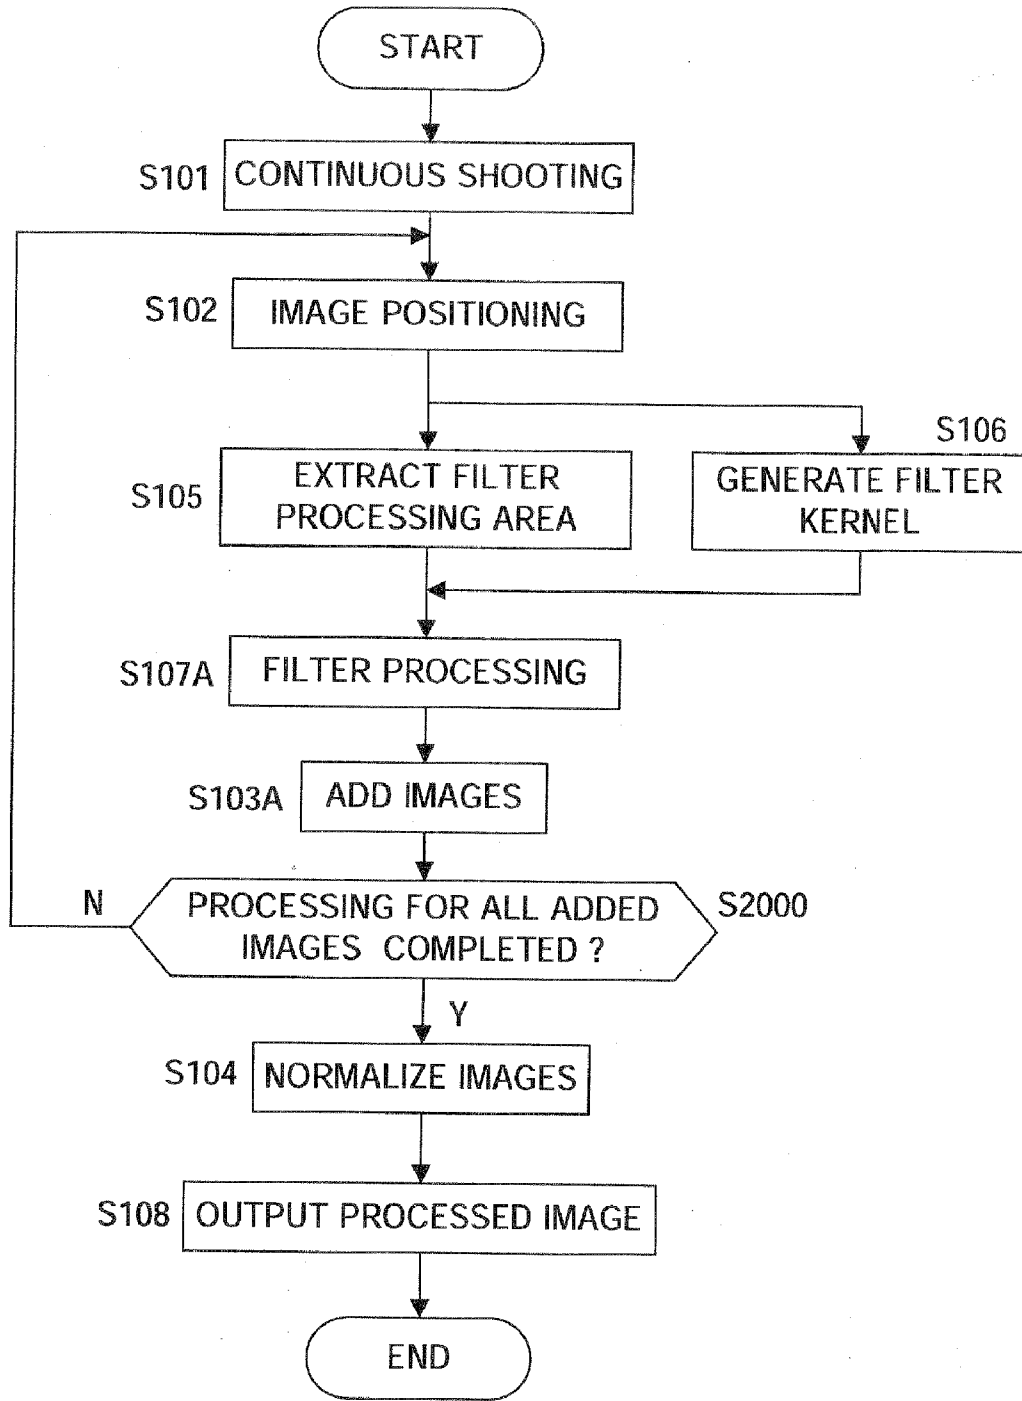 START
S101
CONTINUOUS SHOOTING
S102
IMAGE POSITIONING
S105
EXTRACT FILTER
PROCESSING AREA
S106
GENERATE FILTER
KERNEL
S107A
FILTER PROCESSING
S103A
ADD IMAGES
N
PROCESSING FOR ALL ADDED
IMAGES COMPLETED ?
S2000
Y
S104
NORMALIZE IMAGES
S108
OUTPUT PROCESSED IMAGE
END